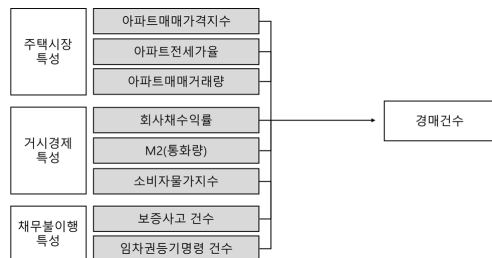 주택시장
특성
아파트매매가격지수
아파트전세가율
아파트매매거래량
거시경제
특성
회사채수익률
M2(통화량)
소비자물가지수
채무불이행
특성
보증사고 건수
임차권등기명령 건수
경매건수